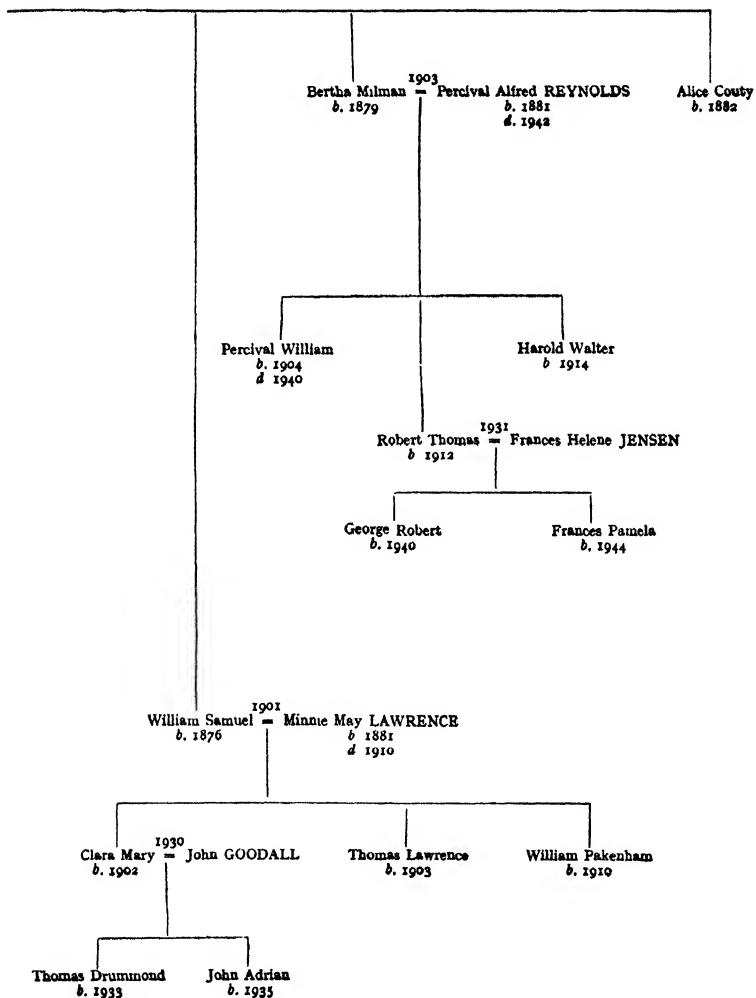 1903
Bertha Milman = Percival Alfred REYNOLDS Alice Couty
b. 1879 b. 1881 b. 1882
d. 1942
Percival William Harold Walter
b. 1904 b 1914
d 1940
1931
Robert Thomas = Frances Helene JENSEN
b 1912
George Robert Frances Pamela
b. 1940 b. 1944
1901
William Samuel = Minnie May LAWRENCE
b. 1876 b 1881
d 1910
1930
Clara Mary = John GOODALL Thomas Lawrence William Pakenham
b. 1902 b. 1903 b. 1910
Thomas Drummond John Adrian
b. 1933 b. 1935